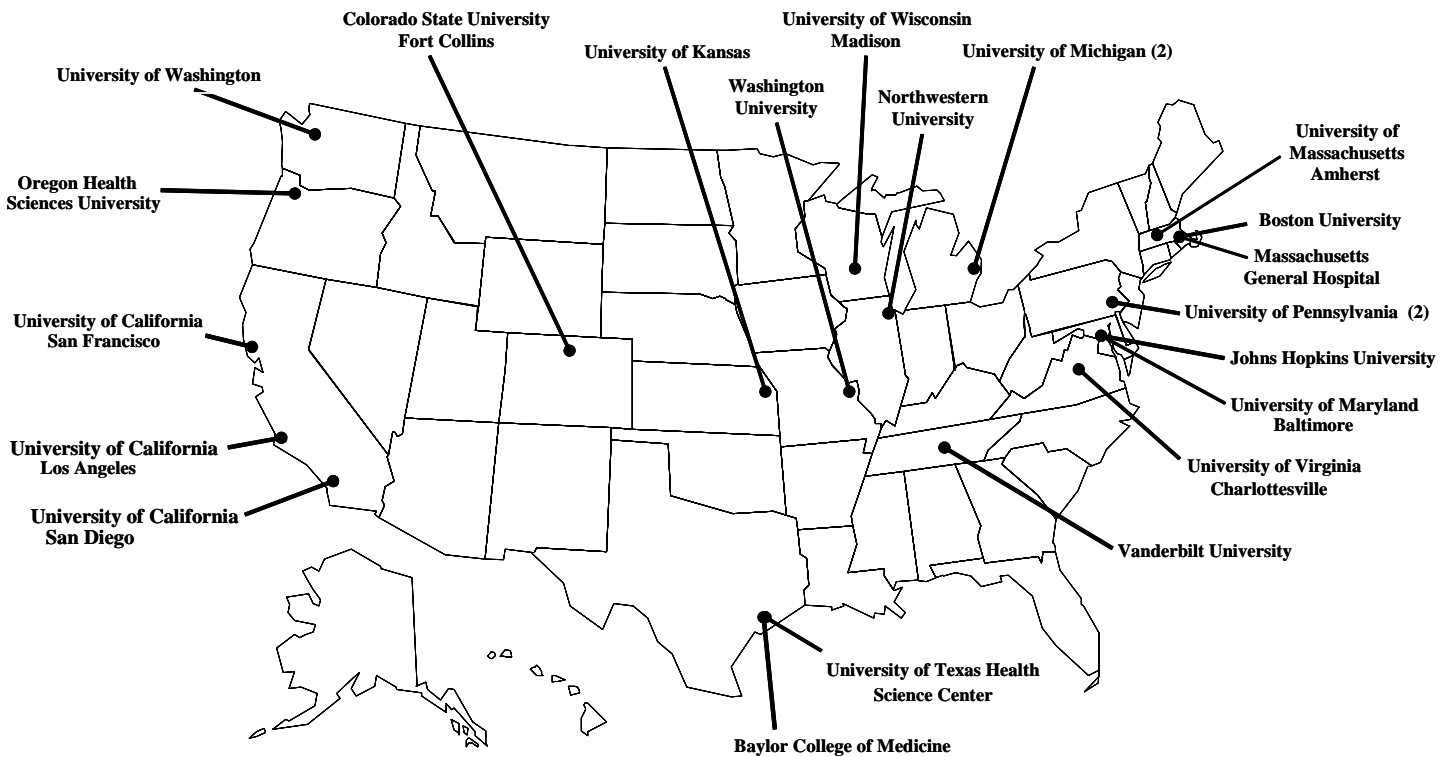 Colorado State University
Fort Collins
University of Wisconsin
Madison
University of Kansas
University of Michigan (2)
University of Washington
Washington
University
Northwestern
University
University of
Massachusetts
Amherst
Oregon Health
Sciences University
Boston University
Massachusetts
General Hospital
University of Pennsylvania (2)
University of California
San Francisco
Johns Hopkins University
University of Maryland
Baltimore
University of California
Los Angeles
University of Virginia
Charlottesville
University of California
San Diego
Vanderbilt University
University of Texas Health
Science Center
Baylor College of Medicine